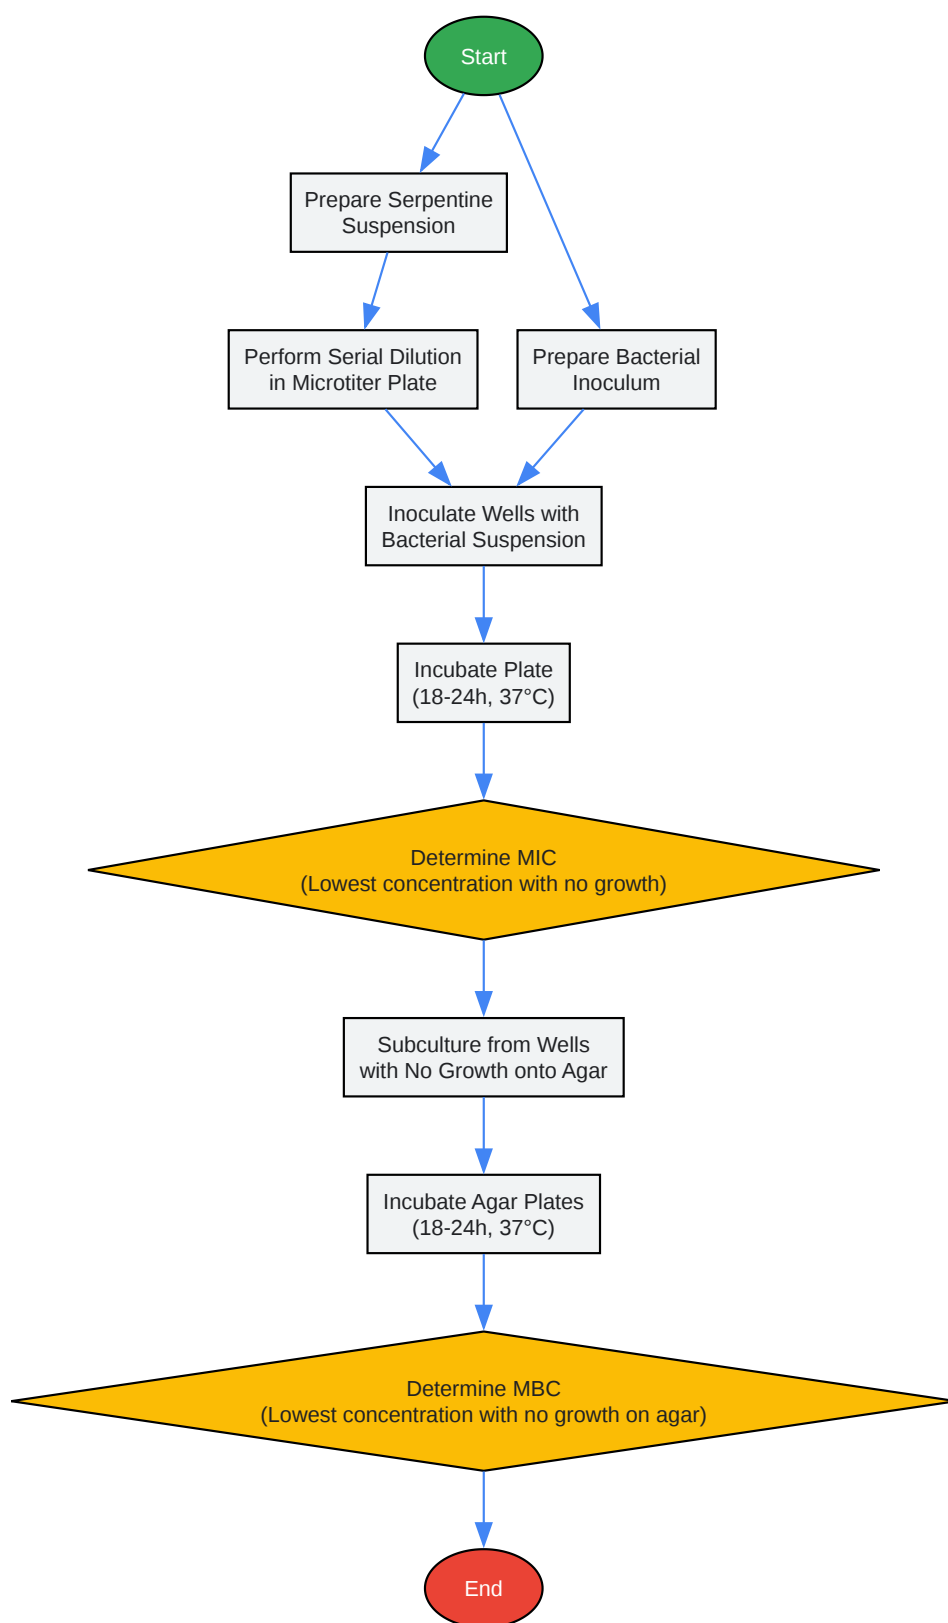 Start
Prepare Serpentine
Suspension
Perform Serial Dilution
in Microtiter Plate
Prepare Bacterial
Inoculum
Inoculate Wells with
Bacterial Suspension
Incubate Plate
(18-24h, 37°C)
Determine MIC
(Lowest concentration with no growth)
Subculture from Wells
with No Growth onto Agar
Incubate Agar Plates
(18-24h, 37°C)
Determine MBC
(Lowest concentration with no growth on agar)
End